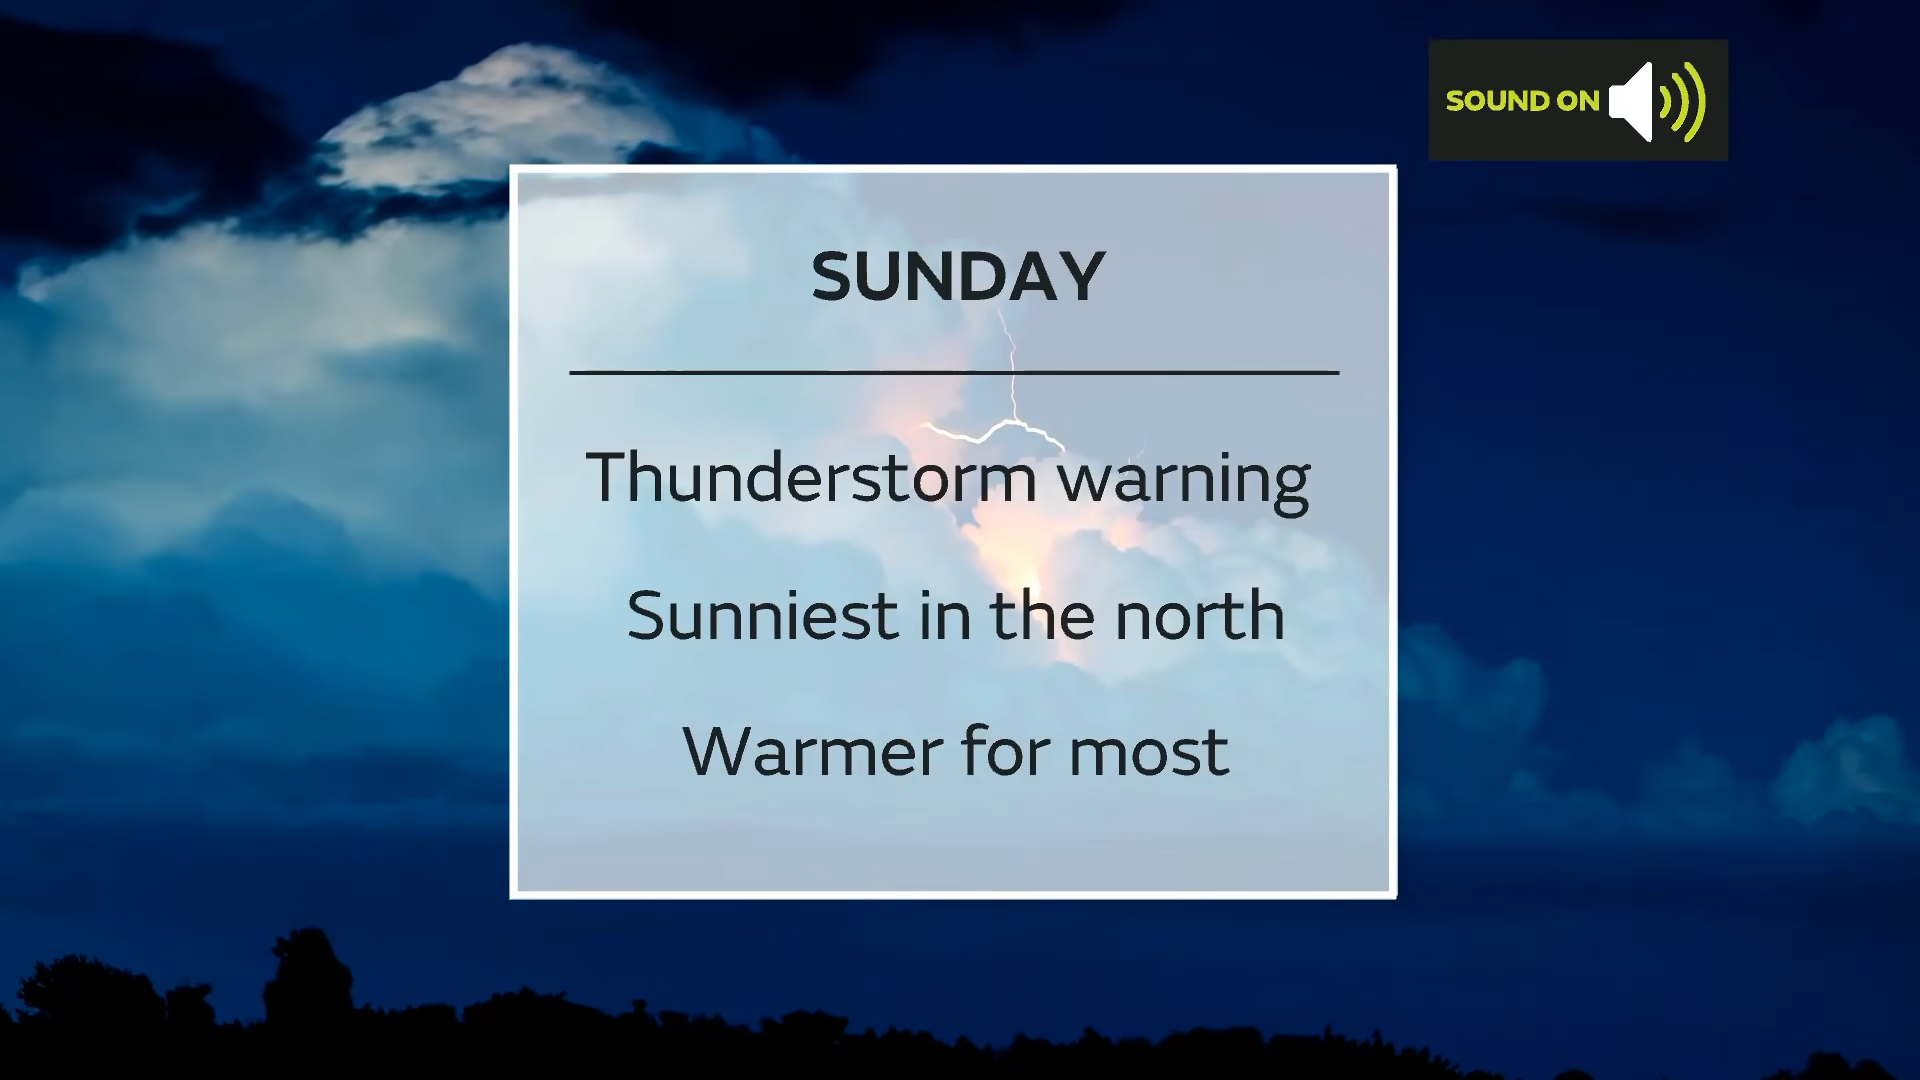 SOUND ON
SUNDAY
Thunderstorm warning
Sunniest in the north
Warmer for most